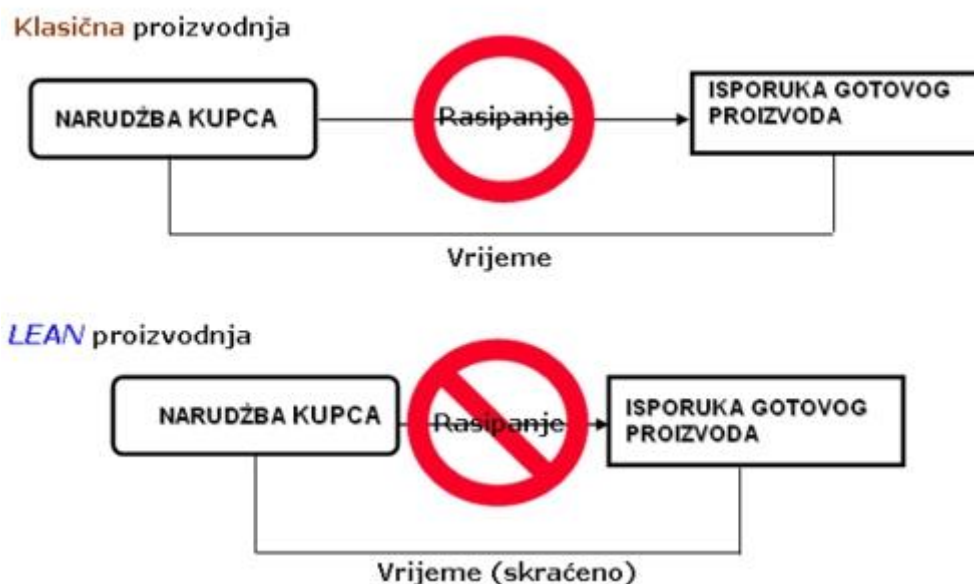 Klasična proizvodnja
NARUDŽBA KUPCA
Rasipanje
ISPORUKA GOTOVOG
PROIZVODA
Vrijeme
LEAN proizvodnja
NARUDŽBA KUPCA
Rasipanje
ISPORUKA GOTOVOG
PROIZVODA
Vrijeme (skraćeno)